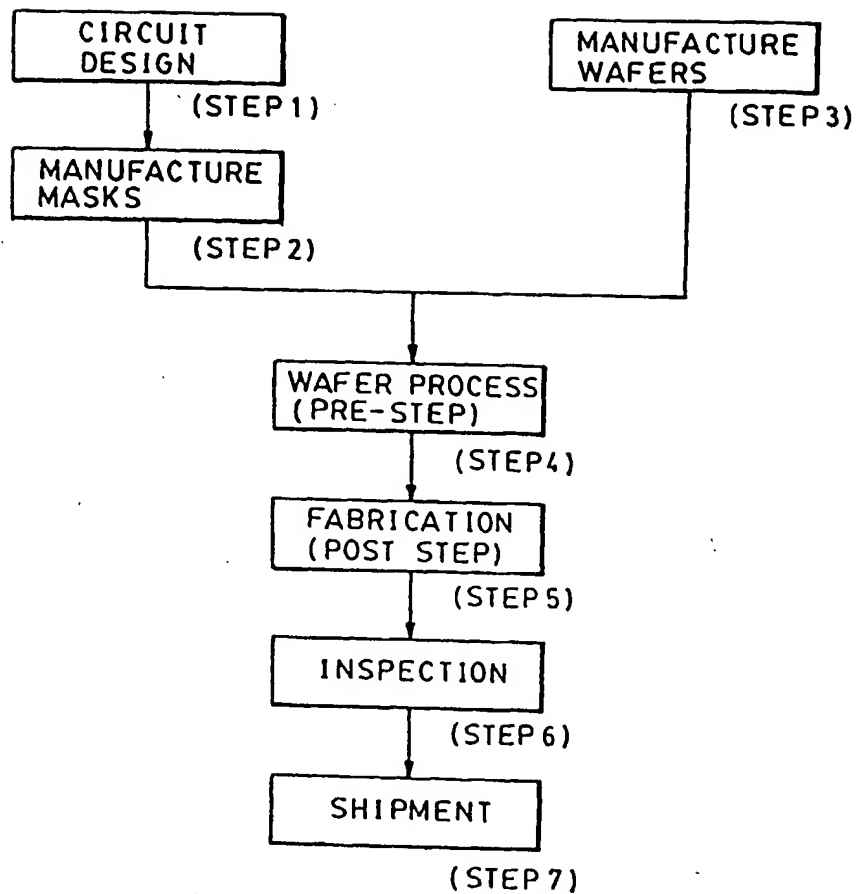 CIRCUIT
DESIGN
(STEP1)
MANUFACTURE
MASKS
(STEP2)
MANUFACTURE
WAFERS
(STEP3)
WAFER PROCESS
(PRE-STEP)
(STEP4)
FABRICATION
(POST STEP)
(STEP5)
INSPECTION
(STEP6)
SHIPMENT
(STEP7)